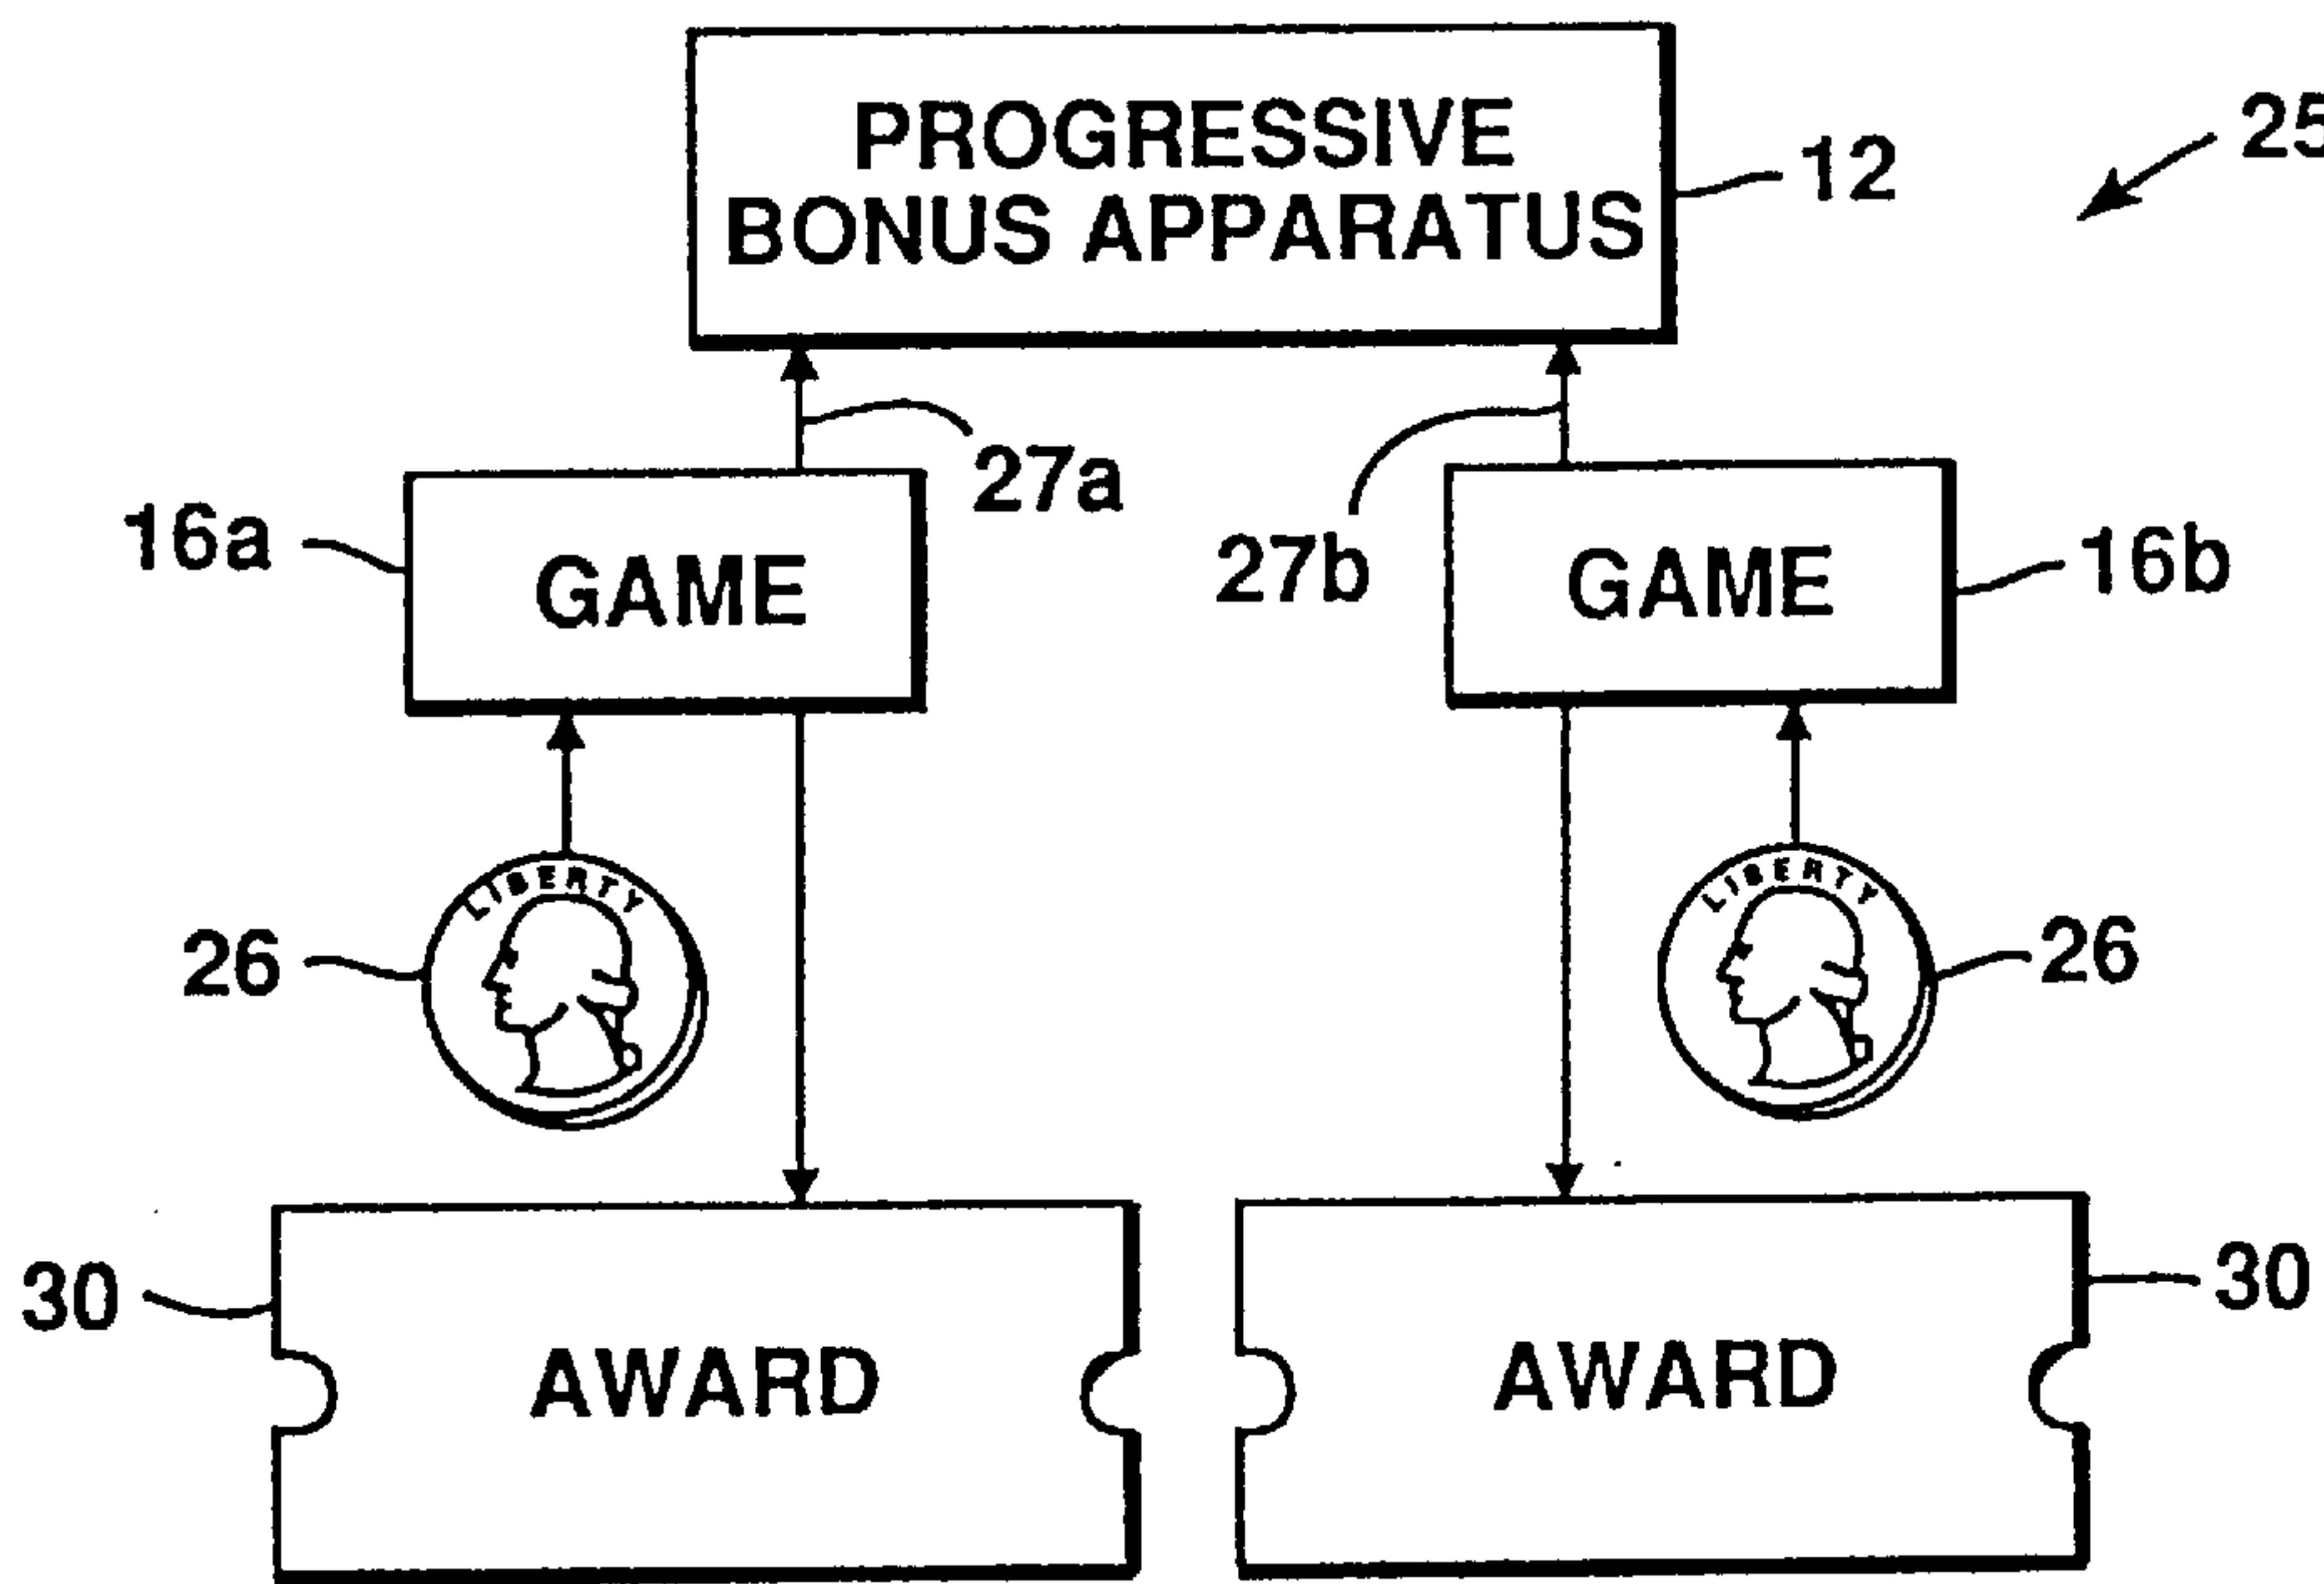 PROGRESSIVE
BONUS APPARATUS
12
25
27a
16a
GAME
27b
GAME
16b
LIBERTY
LIBERTY
26
26
30
AWARD
AWARD
30